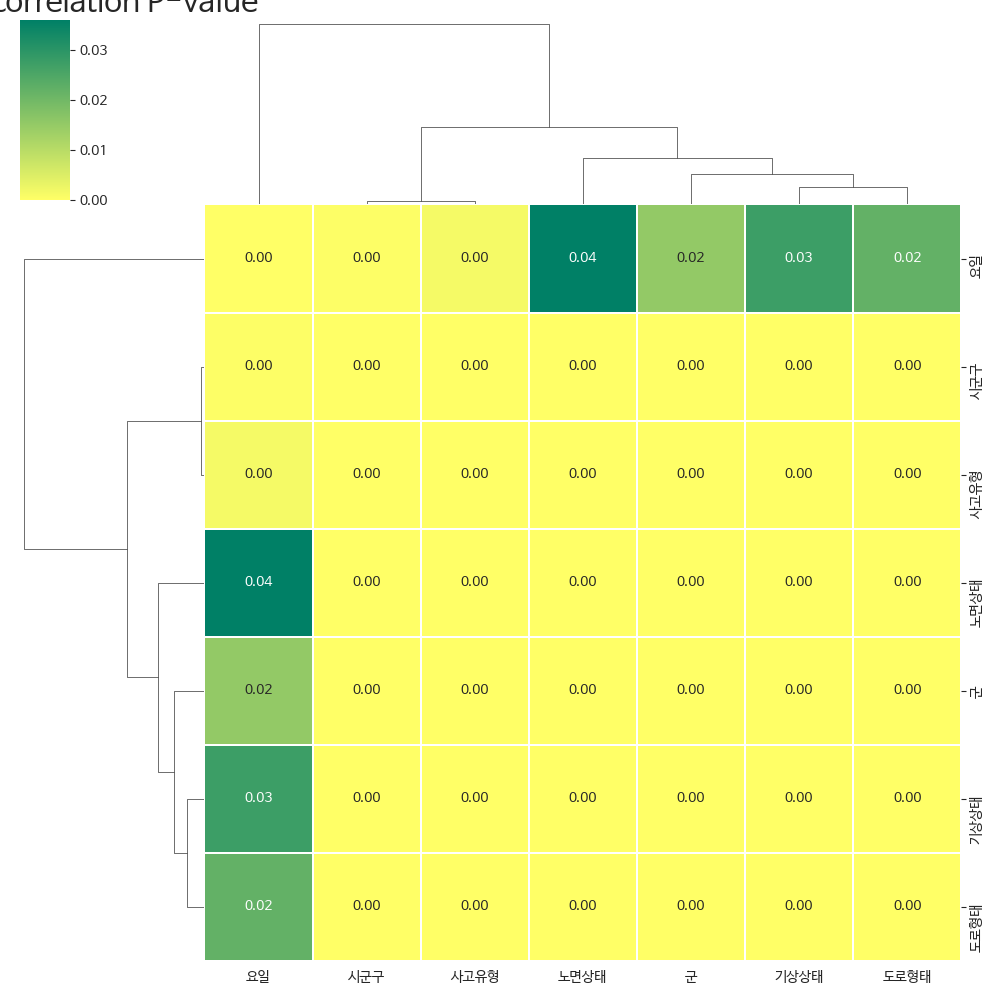 correlation P-value
0.03
0.02
0.01
0.00
0.00 0.00 0.00 0.04 0.02 0.03 0.02 요일
0.00 0.00 0.00 0.00 0.00 0.00 0.00 시군구
0.00 0.00 0.00 0.00 0.00 0.00 0.00 사고유형
0.04 0.00 0.00 0.00 0.00 0.00 0.00 노면상태
0.02 0.00 0.00 0.00 0.00 0.00 0.00 군
0.03 0.00 0.00 0.00 0.00 0.00 0.00 기상상태
0.02 0.00 0.00 0.00 0.00 0.00 0.00 도로형태
요일 시군구 사고유형 노면상태 군 기상상태 도로형태